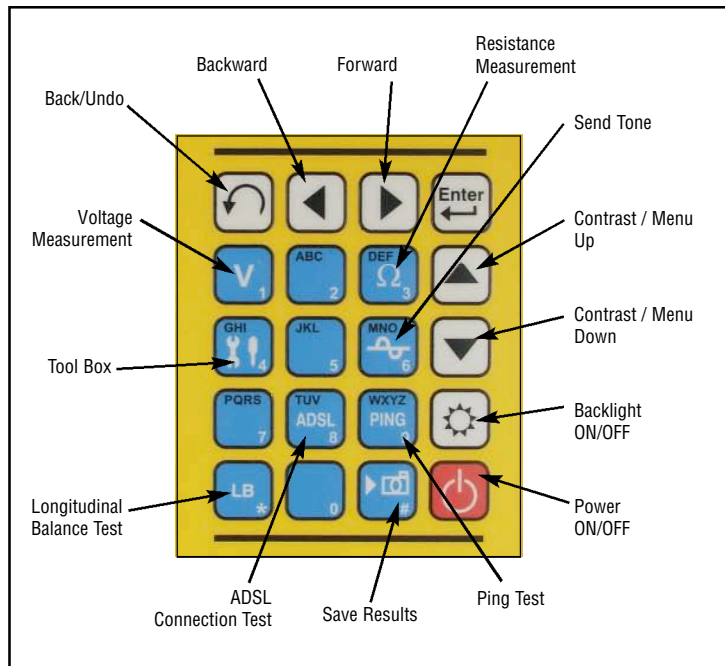 Resistance
Measurement
Backward
Forward
Back/Undo
Send Tone
Enter
Voltage
Measurement
Contrast / Menu
Up
V 1
ABC 2
DEF Ω 3
Contrast / Menu
Down
GHI 4
JKL 5
MNO 6
Tool Box
PQRS 7
TUV ADSL 8
WXYZ PING 9
Backlight
ON/OFF
LB *
0
#
Longitudinal
Balance Test
Power
ON/OFF
ADSL
Connection Test
Save Results
Ping Test